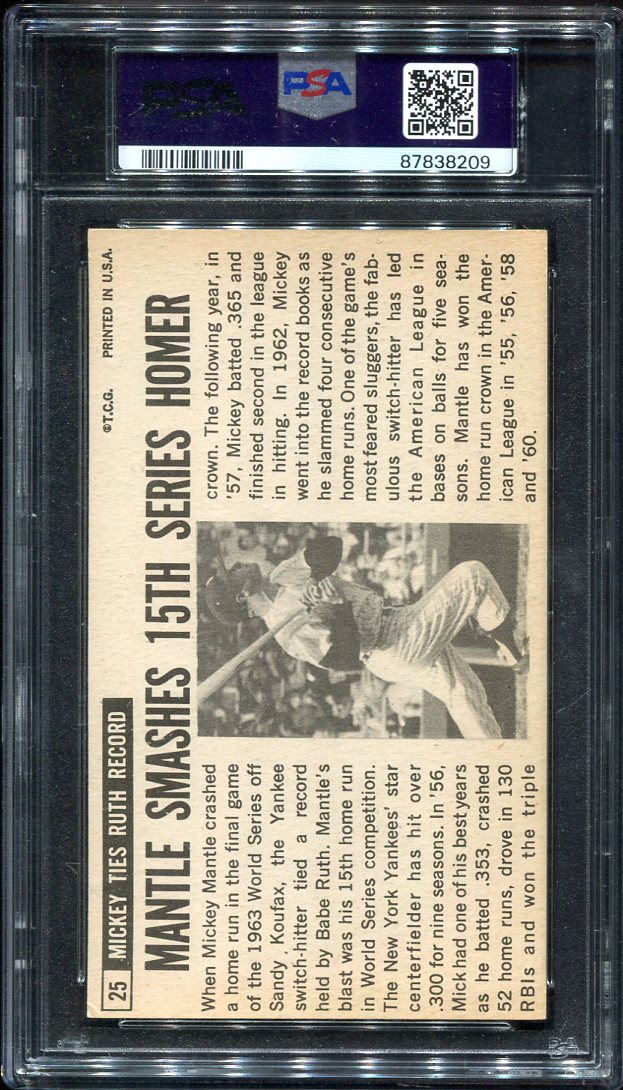 PSA
PSA
87838209
25 MICKEY TIES RUTH RECORD
©T.C.G. PRINTED IN U.S.A.
MANTLE SMASHES 15TH SERIES HOMER
When Mickey Mantle crashed
a home run in the final game
of the 1963 World Series off
Sandy Koufax, the Yankee
switch-hitter tied a record
held by Babe Ruth. Mantle's
blast was his 15th home run
in World Series competition.
The New York Yankees' star
centerfielder has hit over
.300 for nine seasons. In '56,
Mick had one of his best years
as he batted .353, crashed
52 home runs, drove in 130
RBIs and won the triple
crown. The following year, in
'57, Mickey batted .365 and
finished second in the league
in hitting. In 1962, Mickey
went into the record books as
he slammed four consecutive
home runs. One of the game's
most feared sluggers, the fab-
ulous switch-hitter has led
the American League in
bases on balls for five sea-
sons. Mantle has won the
home run crown in the Amer-
ican League in '55, '56, '58
and '60.
PSA